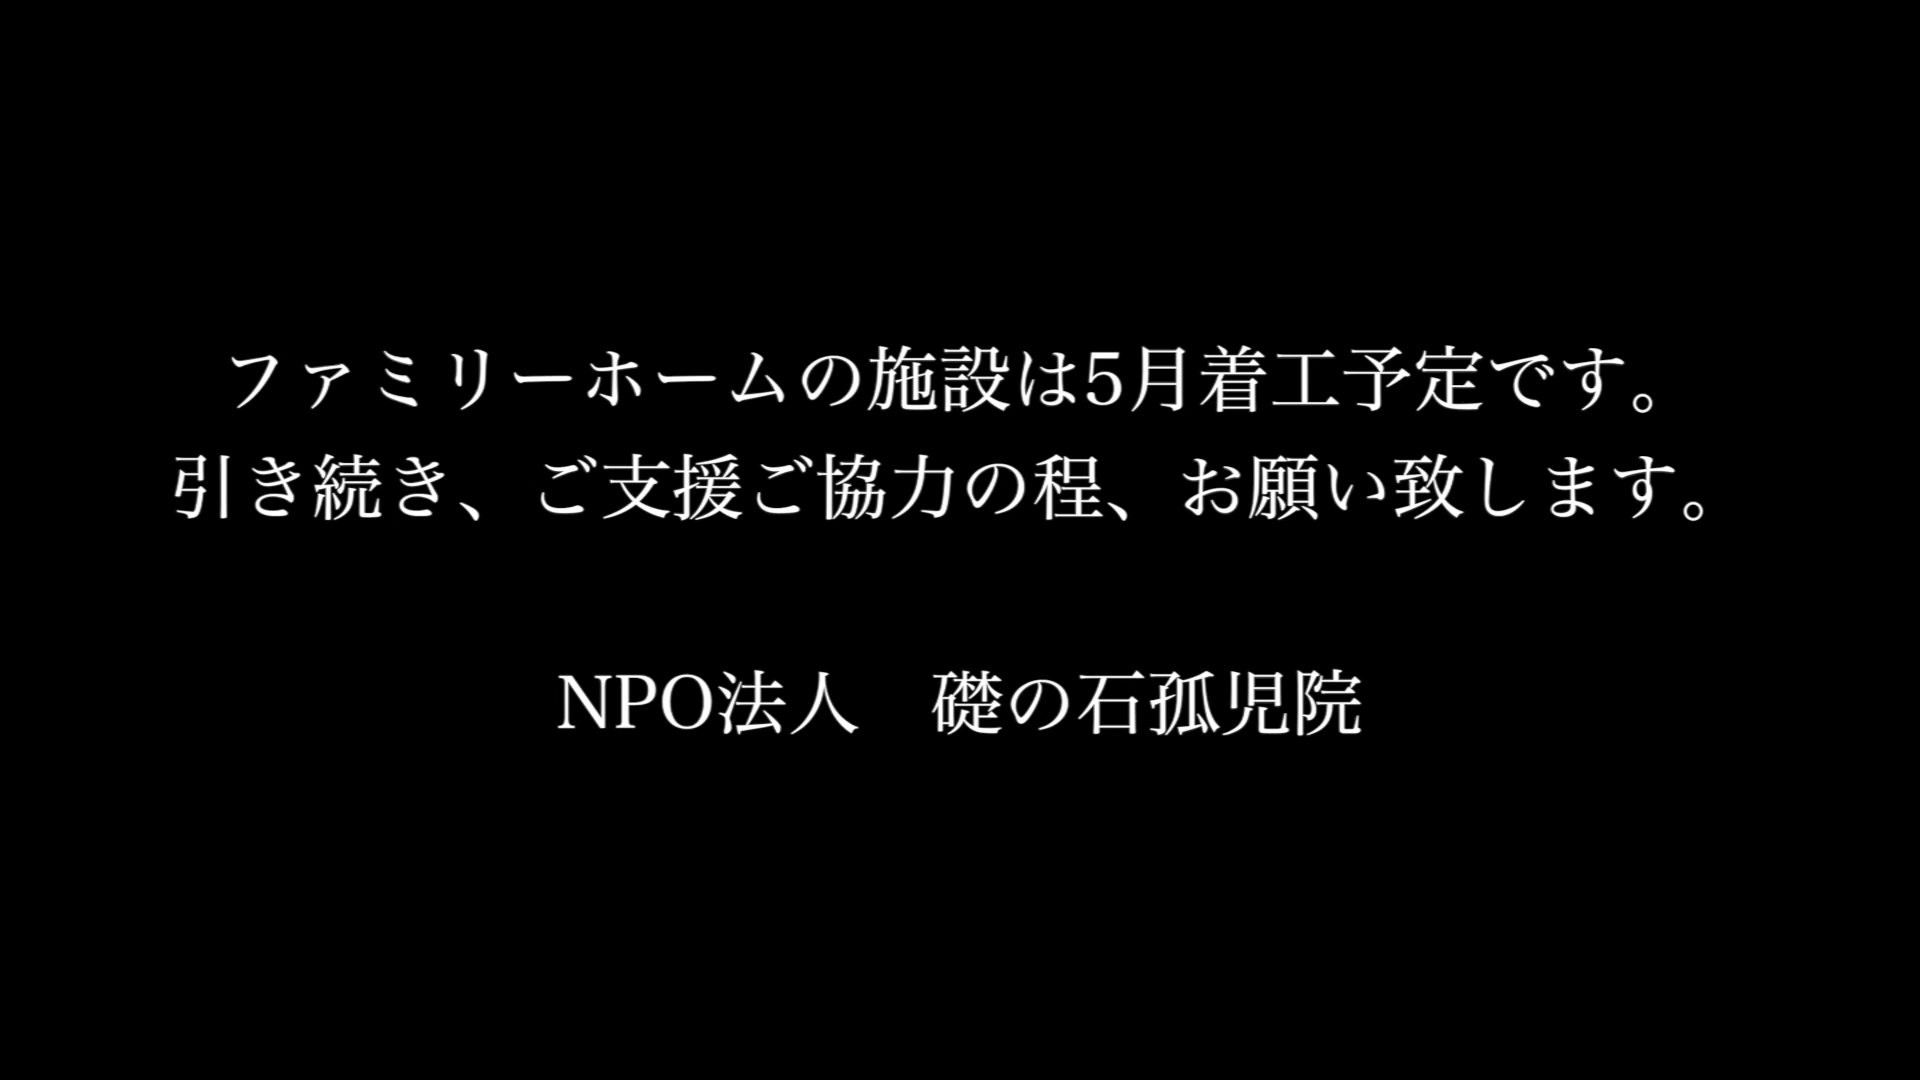 ファミリーホームの施設は5月着工予定です。
引き続き、ご支援ご協力の程、お願い致します。
NPO法人　礎の石孤児院